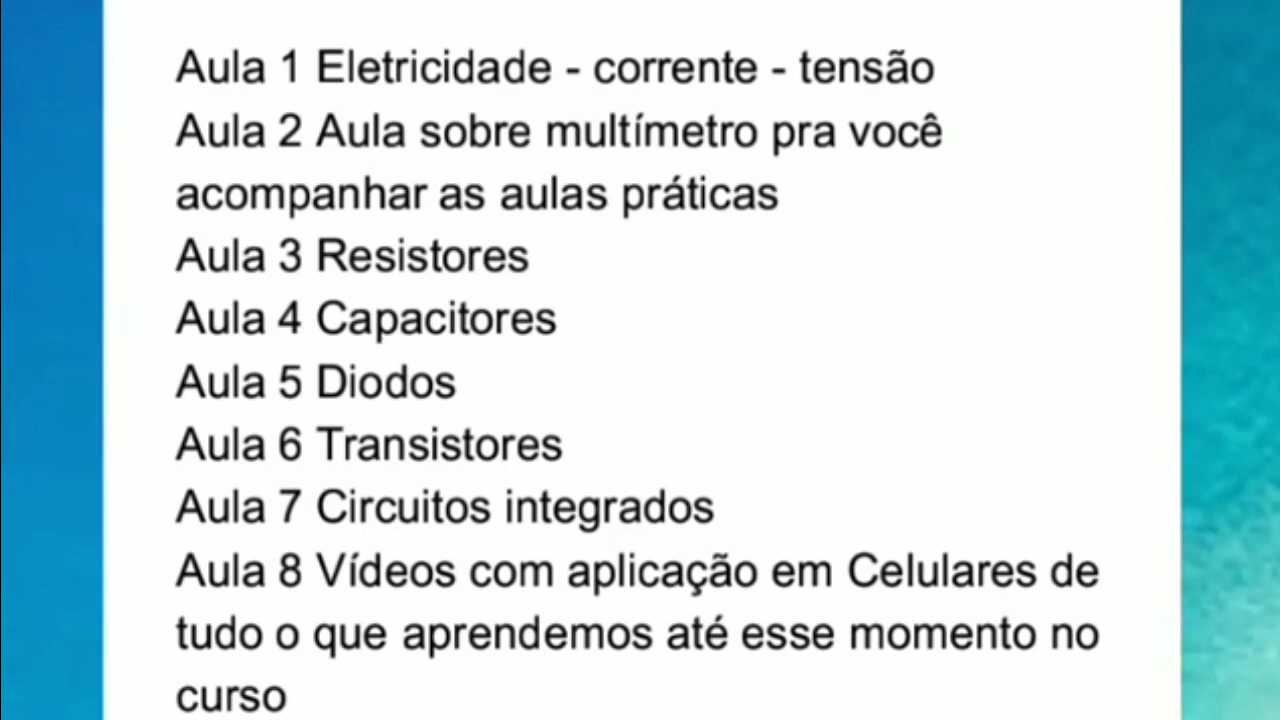 Aula 1 Eletricidade - corrente - tensão
Aula 2 Aula sobre multímetro pra você
acompanhar as aulas práticas
Aula 3 Resistores
Aula 4 Capacitores
Aula 5 Diodos
Aula 6 Transistores
Aula 7 Circuitos integrados
Aula 8 Vídeos com aplicação em Celulares de
tudo o que aprendemos até esse momento no
curso